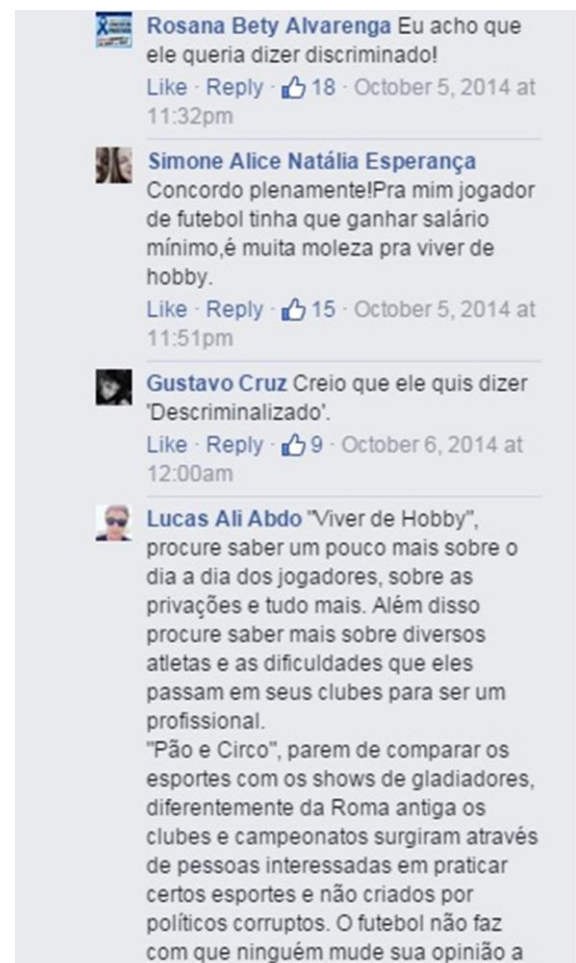 Rosana Bety Alvarenga Eu acho que
ele queria dizer discriminado!
Like · Reply · 18 · October 5, 2014 at
11:32pm
Simone Alice Natália Esperança
Concordo plenamente!Pra mim jogador
de futebol tinha que ganhar salário
mínimo,é muita moleza pra viver de
hobby.
Like · Reply · 15 · October 5, 2014 at
11:51pm
Gustavo Cruz Creio que ele quis dizer
'Descriminalizado'.
Like · Reply · 9 · October 6, 2014 at
12:00am
Lucas Ali Abdo "Viver de Hobby",
procure saber um pouco mais sobre o
dia a dia dos jogadores, sobre as
privações e tudo mais. Além disso
procure saber mais sobre diversos
atletas e as dificuldades que eles
passam em seus clubes para ser um
profissional.
"Pão e Circo", parem de comparar os
esportes com os shows de gladiadores,
diferentemente da Roma antiga os
clubes e campeonatos surgiram através
de pessoas interessadas em praticar
certos esportes e não criados por
políticos corruptos. O futebol não faz
com que ninguém mude sua opinião a